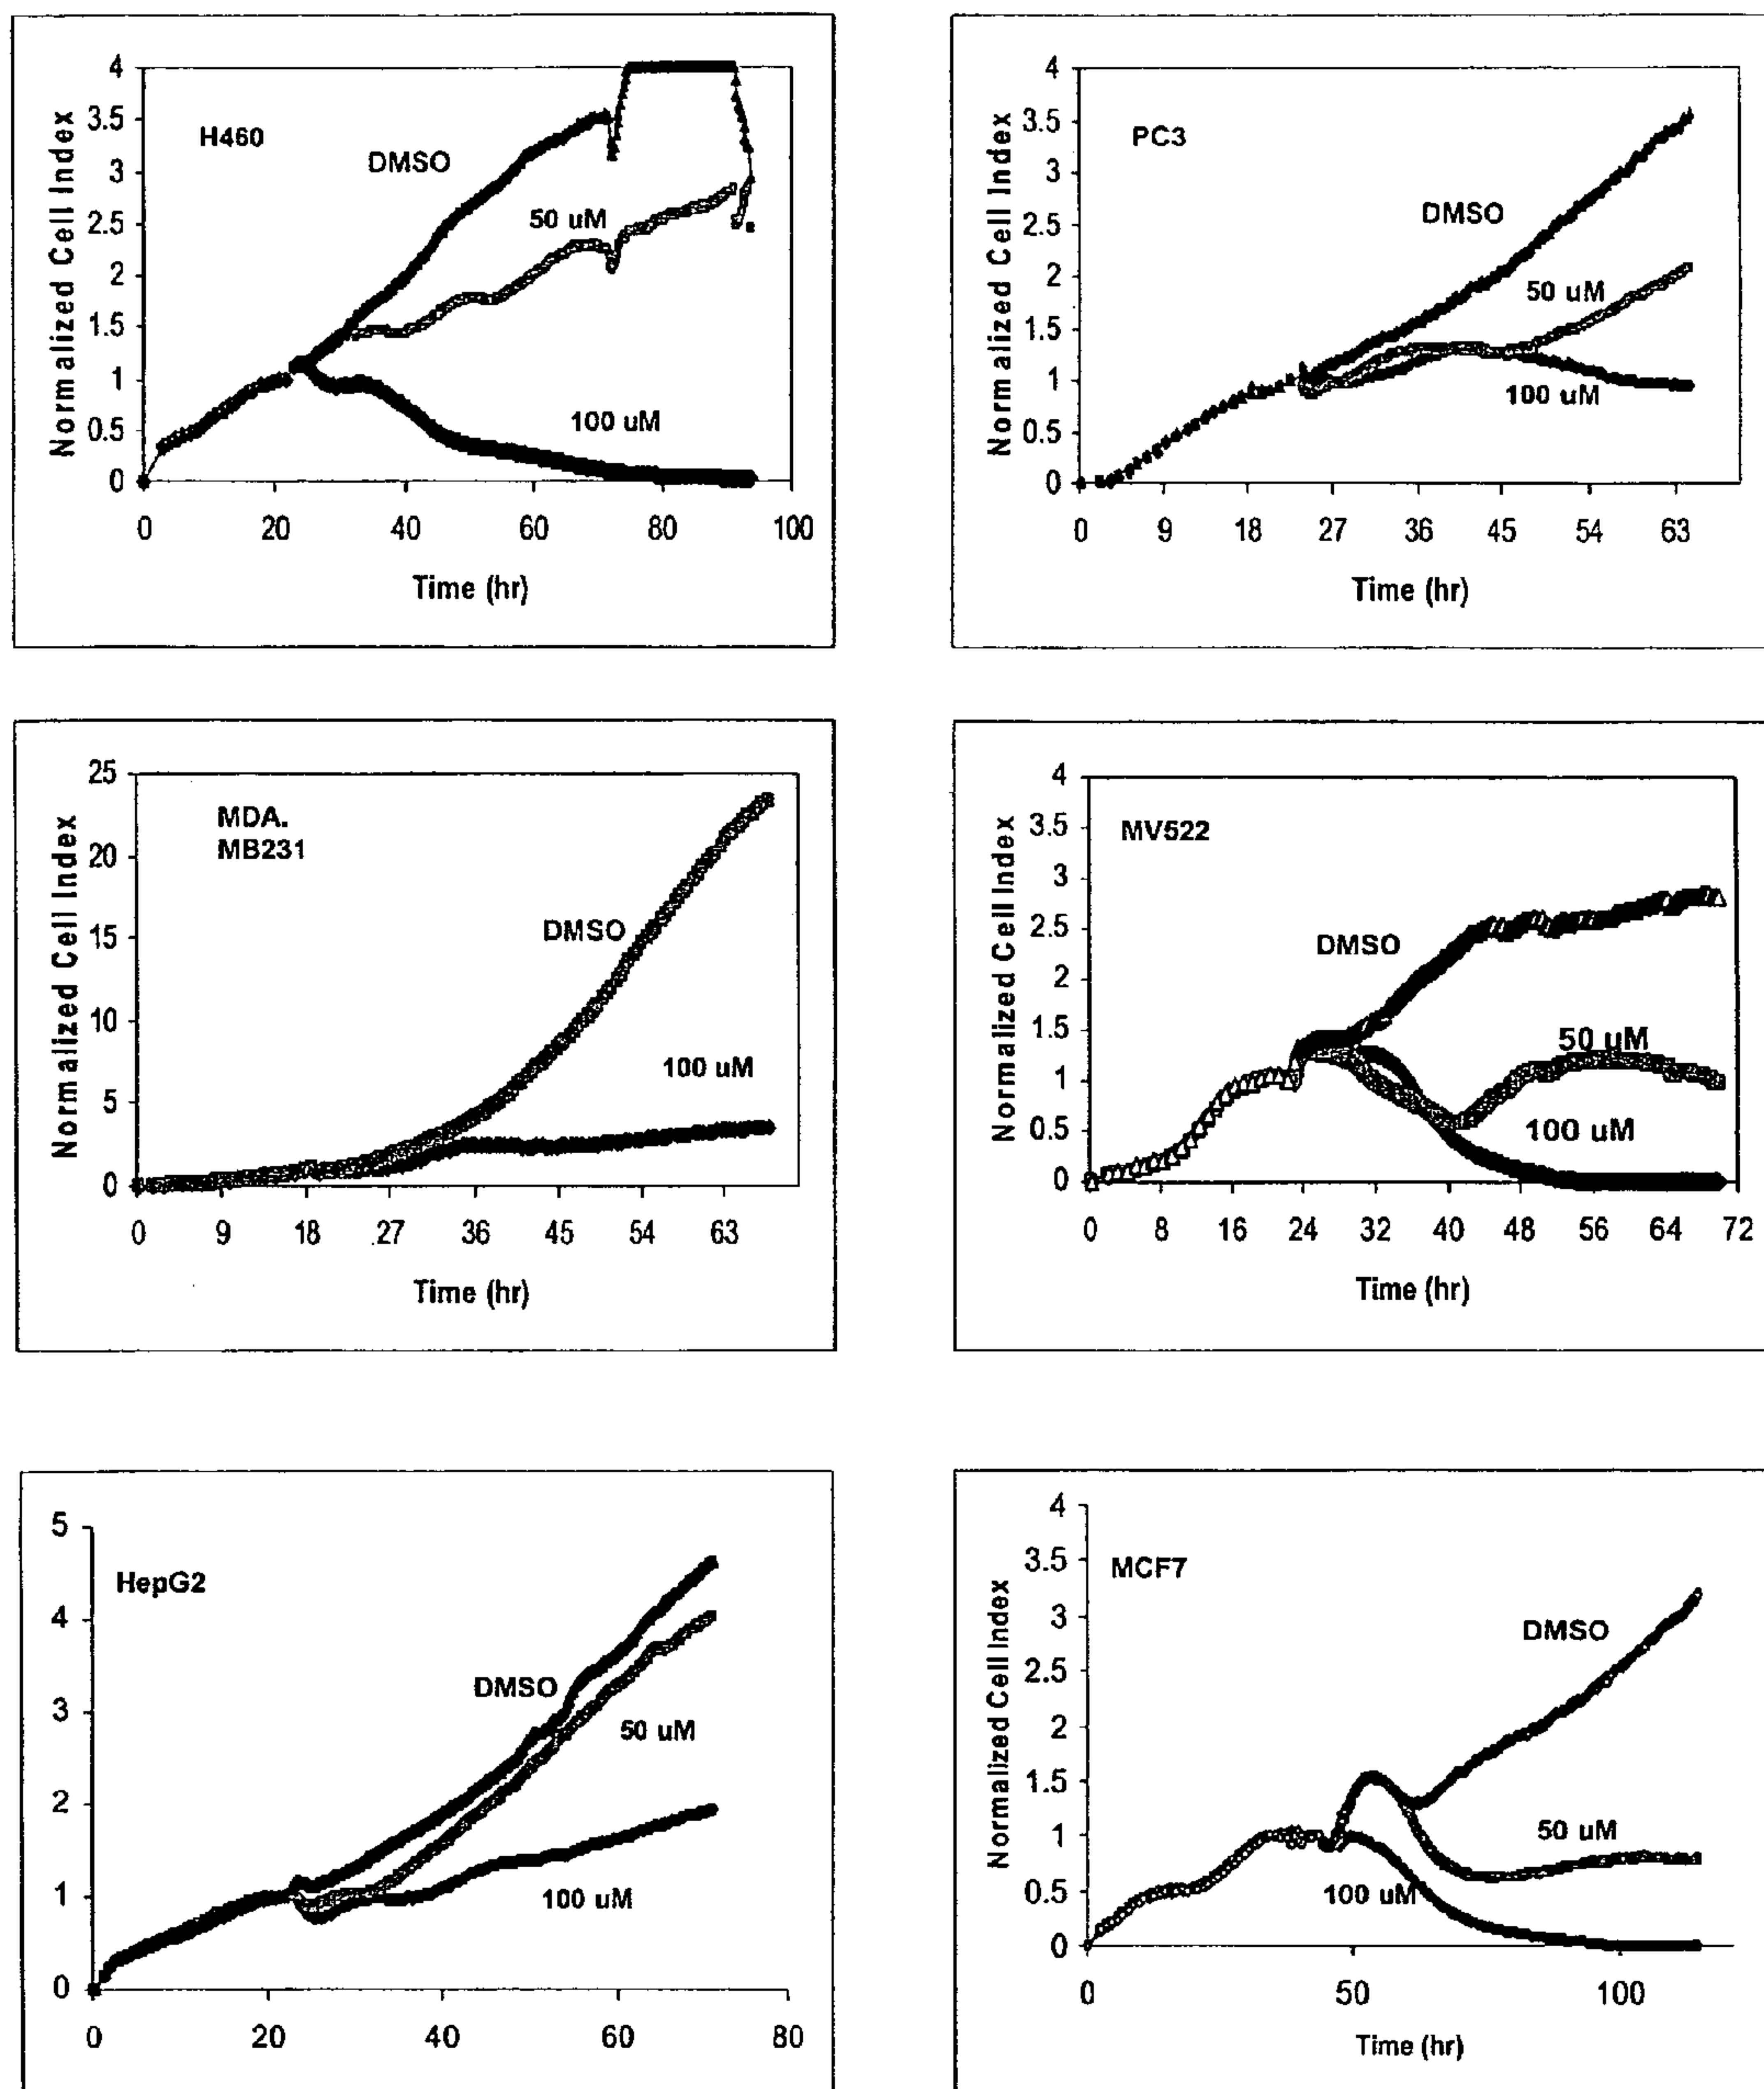 H460
Normalized Cell Index
4
3.5
3
2.5
2
1.5
1
0.5
0
DMSO
50 uM
100 uM
0 20 40 60 80 100
Time (hr)
PC3
Normalized Cell Index
4
3.5
3
2.5
2
1.5
1
0.5
0
DMSO
50 uM
100 uM
0 9 18 27 36 45 54 63
Time (hr)
MDA.
MB231
Normalized Cell Index
25
20
15
10
5
0
DMSO
100 uM
0 9 18 27 36 45 54 63
Time (hr)
MV522
Normalized Cell Index
4
3.5
3
2.5
2
1.5
1
0.5
0
DMSO
50 uM
100 uM
0 8 16 24 32 40 48 56 64 72
Time (hr)
HepG2
5
4
3
2
1
0
DMSO
50 uM
100 uM
0 20 40 60 80
MCF7
Normalized Cell Index
4
3.5
3
2.5
2
1.5
1
0.5
0
DMSO
50 uM
100 uM
0 50 100
Time (hr)